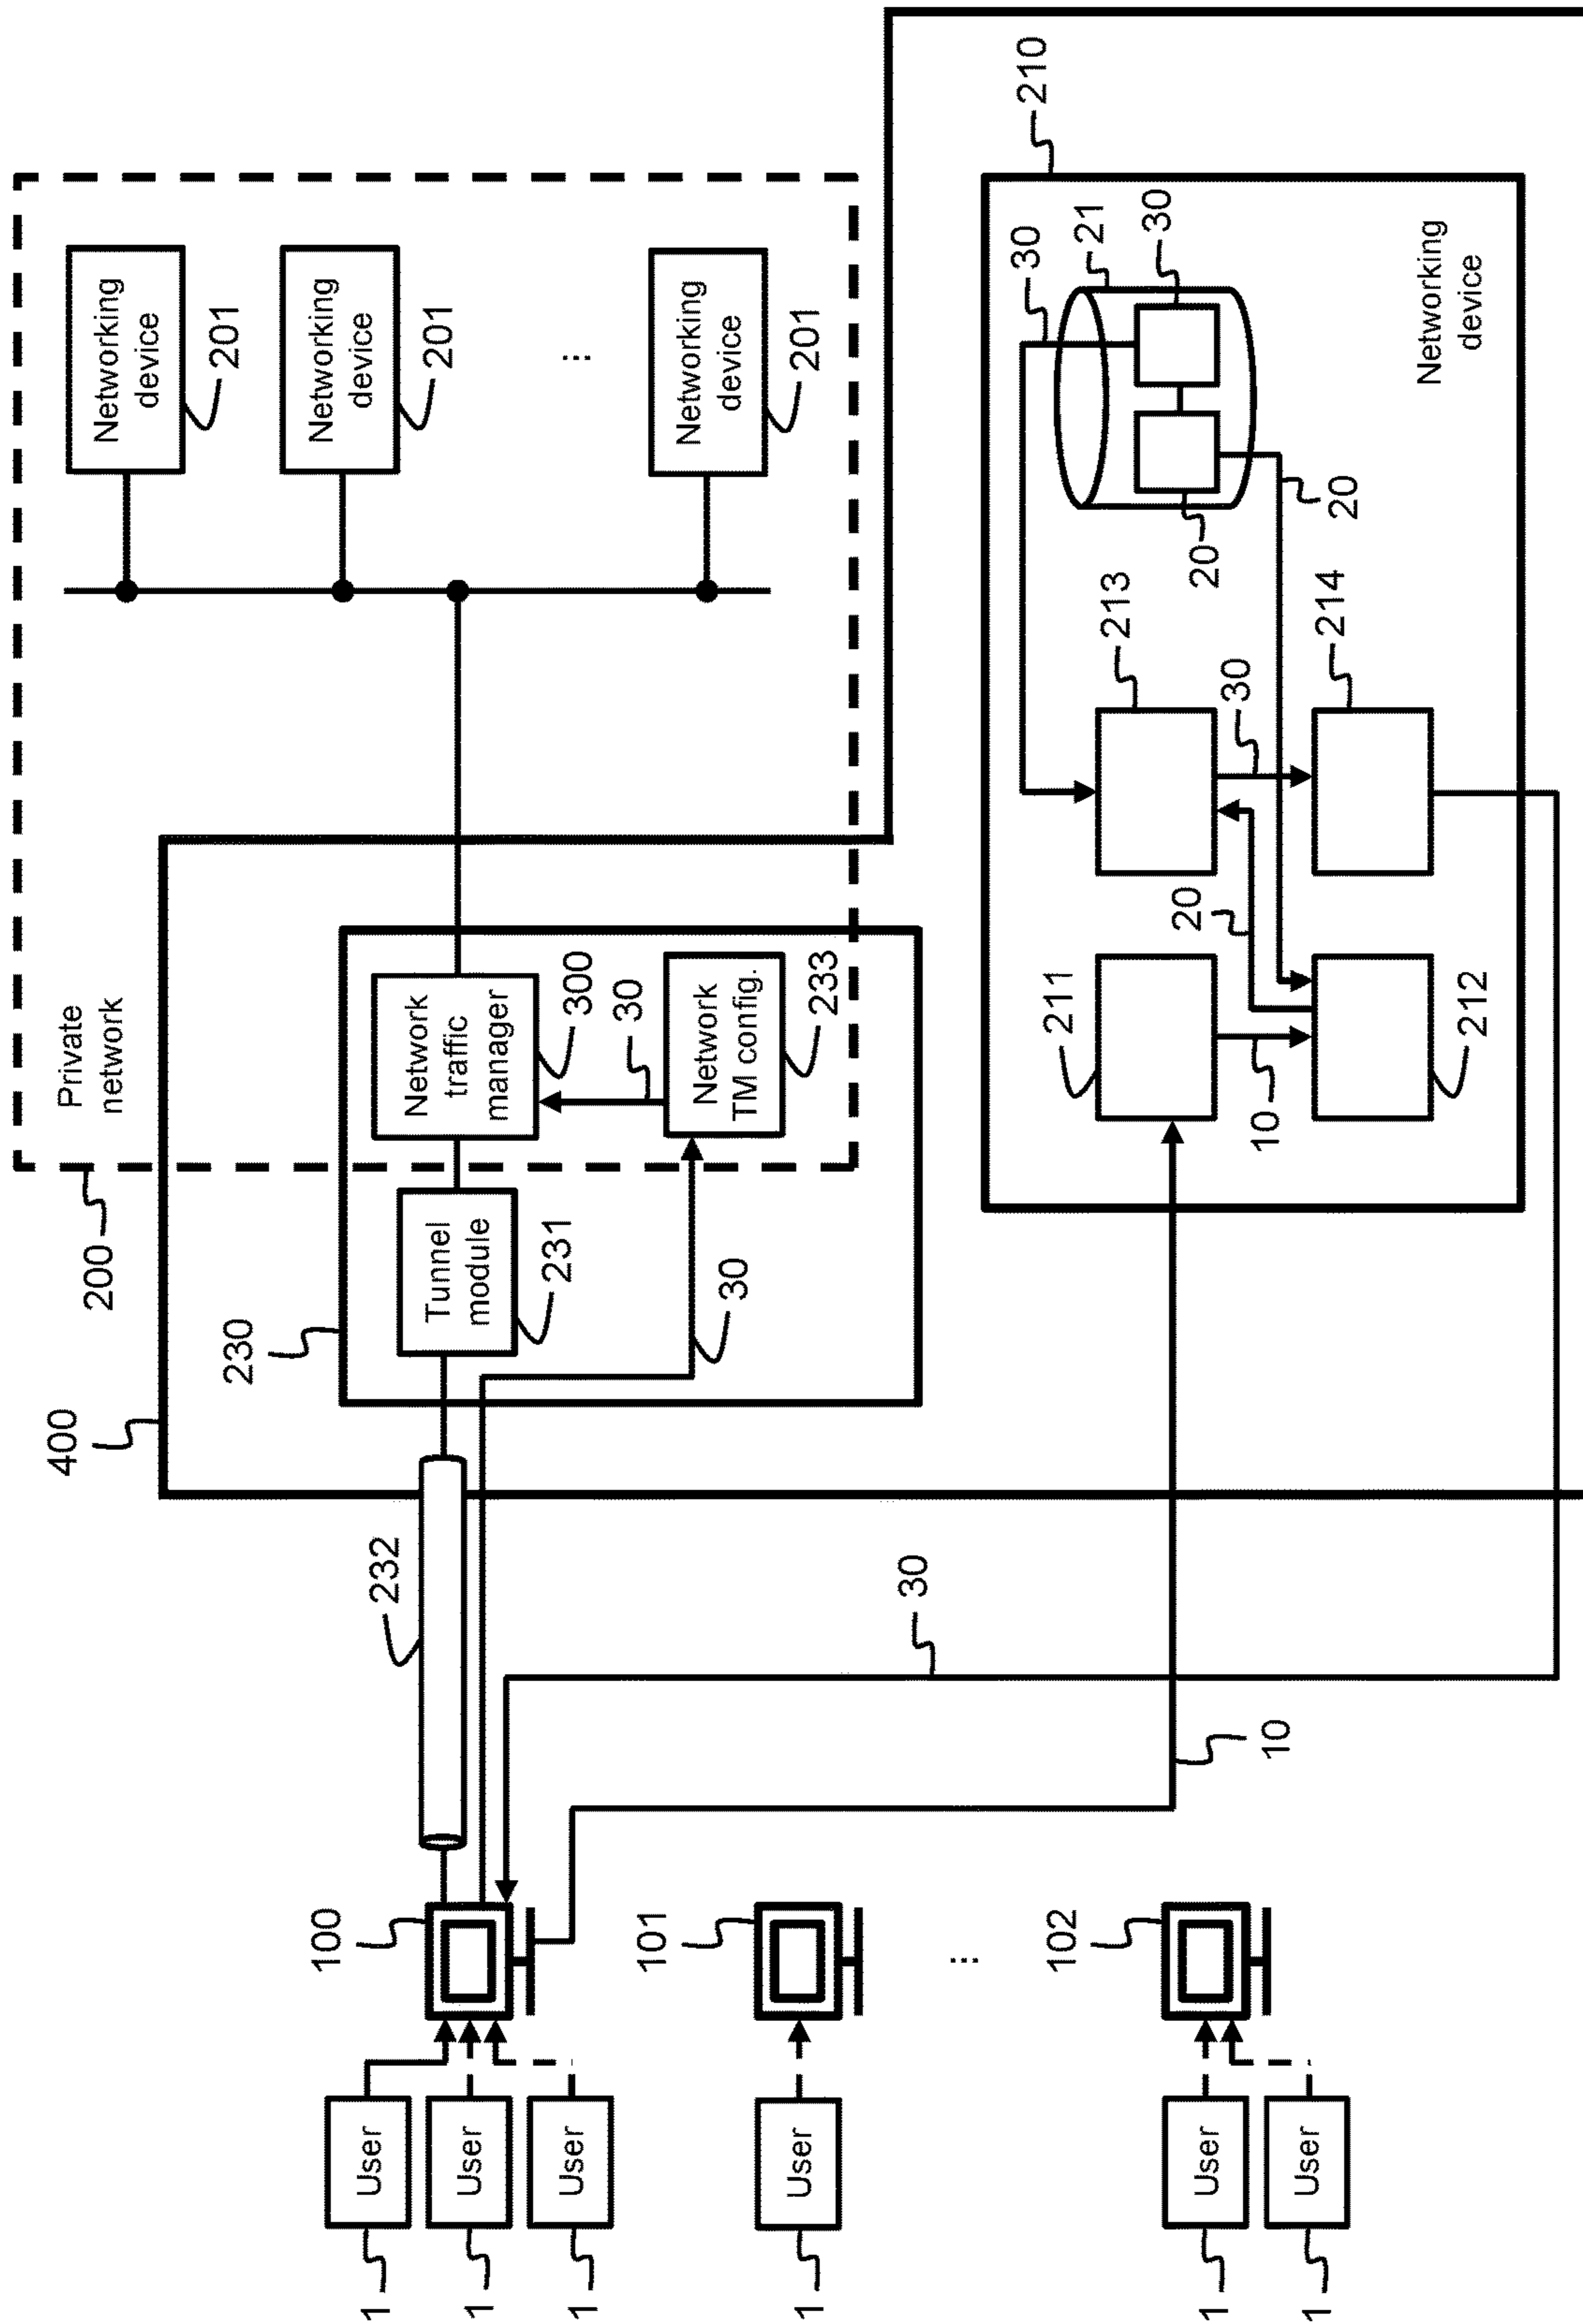 400
200
Private
network
230
Networking
device
201
Networking
device
201
...
Networking
device
201
Network
traffic
manager
300
30
Network
TM config.
233
Tunnel
module
231
30
232
100
101
...
102
1
User
1
User
1
User
1
User
1
User
1
User
30
10
210
211
10
212
20
213
30
214
30
21
30
20
20
Networking
device